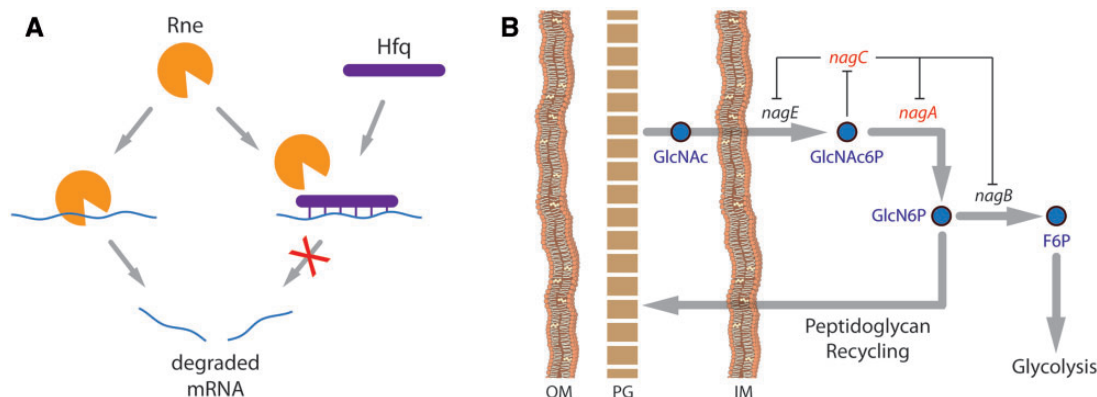 A
Rne
Hfq
degraded
mRNA
B
nagC
nagE
nagA
GlcNAc
GlcNAc6P
nagB
GlcN6P
F6P
Peptidoglycan
Recycling
Glycolysis
OM
PG
IM